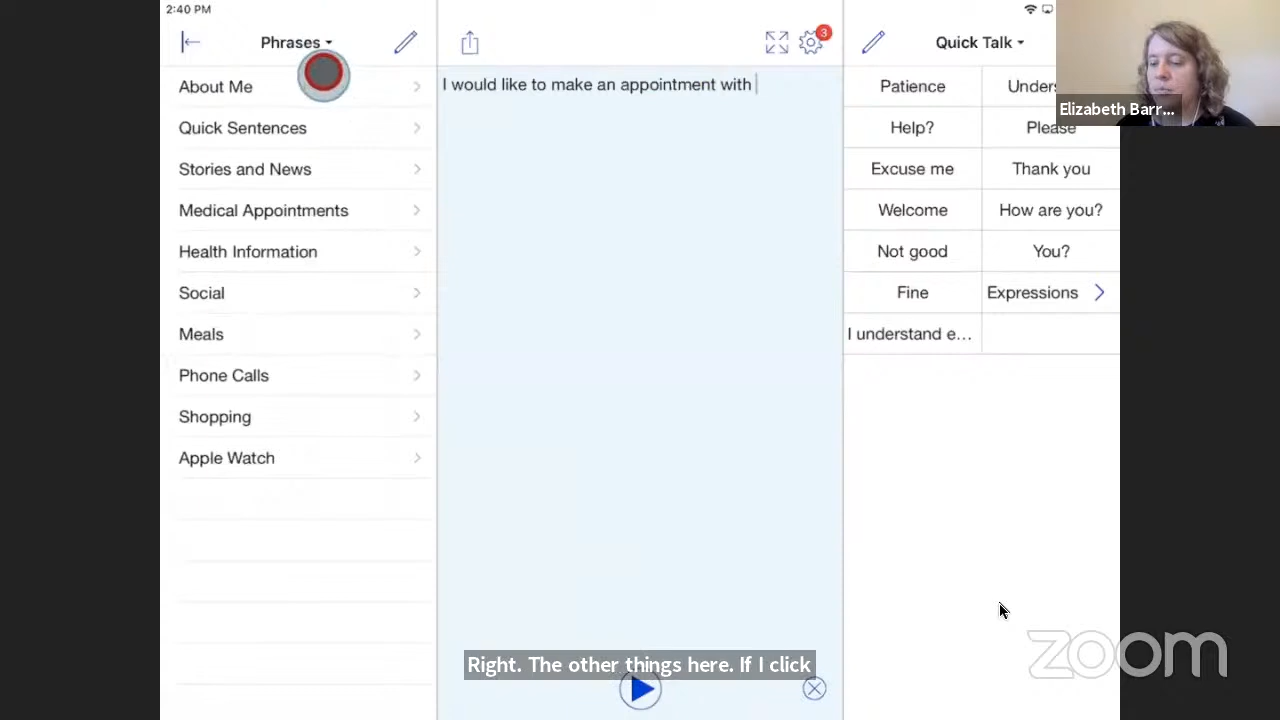 2:40 PM
Phrases
3
Quick Talk
About Me
Quick Sentences
Stories and News
Medical Appointments
Health Information
Social
Meals
Phone Calls
Shopping
Apple Watch
I would like to make an appointment with
Patience
Unders
Help?
Please
Excuse me
Thank you
Welcome
How are you?
Not good
You?
Fine
Expressions
I understand e...
Elizabeth Barr...
Right. The other things here. If I click
zoom